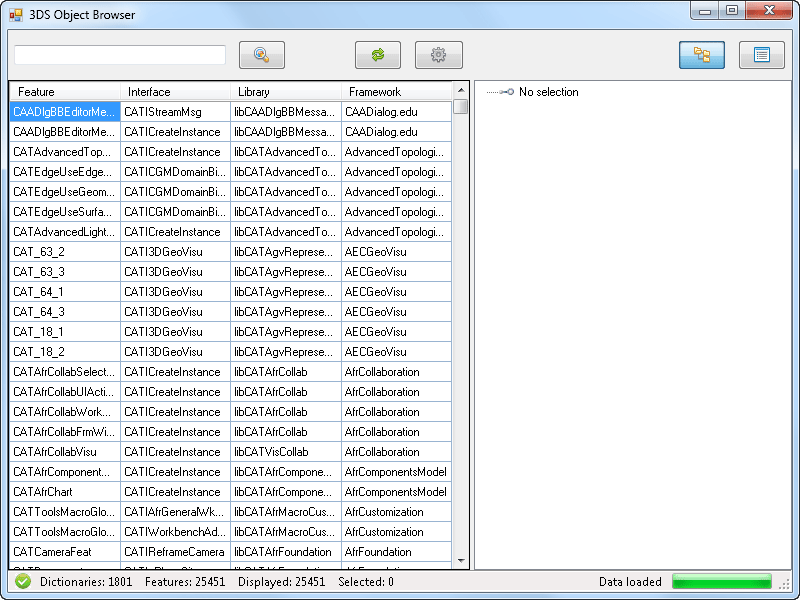 3DS Object Browser
Feature Interface Library Framework
No selection
CAADlgBBEditorMe... CATIStreamMsg libCAADlgBBMessa... CAADialog.edu
CAADlgBBEditorMe... CATICreateInstance libCAADlgBBMessa... CAADialog.edu
CATAdvancedTop... CATICreateInstance libCATAdvancedTo... AdvancedTopologi...
CATEdgeUseEdge... CATICGMDomainBi... libCATAdvancedTo... AdvancedTopologi...
CATEdgeUseGeom... CATICGMDomainBi... libCATAdvancedTo... AdvancedTopologi...
CATEdgeUseSurfa... CATICGMDomainBi... libCATAdvancedTo... AdvancedTopologi...
CATAdvancedLight... CATICreateInstance libCATAdvancedTo... AdvancedTopologi...
CAT_63_2 CATI3DGeoVisu libCATAgvReprese... AECGeoVisu
CAT_63_3 CATI3DGeoVisu libCATAgvReprese... AECGeoVisu
CAT_64_1 CATI3DGeoVisu libCATAgvReprese... AECGeoVisu
CAT_64_3 CATI3DGeoVisu libCATAgvReprese... AECGeoVisu
CAT_18_1 CATI3DGeoVisu libCATAgvReprese... AECGeoVisu
CAT_18_2 CATI3DGeoVisu libCATAgvReprese... AECGeoVisu
CATAfrCollabSelect... CATICreateInstance libCATAfrCollab AfrCollaboration
CATAfrCollabUIActi... CATICreateInstance libCATAfrCollab AfrCollaboration
CATAfrCollabWork... CATICreateInstance libCATAfrCollab AfrCollaboration
CATAfrCollabFrmWi... CATICreateInstance libCATAfrCollab AfrCollaboration
CATAfrCollabVisu CATICreateInstance libCATVisCollab AfrCollaboration
CATAfrComponent... CATICreateInstance libCATAfrCompone... AfrComponentsModel
CATAfrChart CATICreateInstance libCATAfrCompone... AfrComponentsModel
CATToolsMacroGlo... CATIAfrGeneralWk... libCATAfrMacroCus... AfrCustomization
CATToolsMacroGlo... CATIWorkbenchAd... libCATAfrMacroCus... AfrCustomization
CATCameraFeat CATIReframeCamera libCATAfrFoundation AfrFoundation
Dictionaries: 1801 Features: 25451 Displayed: 25451 Selected: 0 Data loaded